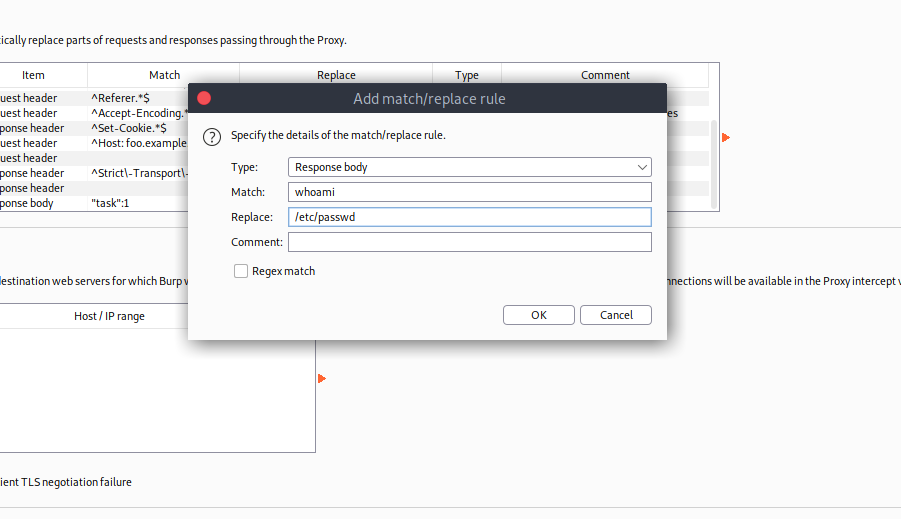 ically replace parts of requests and responses passing through the Proxy.
Item Match Replace Type Comment
Add match/replace rule
uest header ^Referer.*$
uest header ^Accept-Encoding.* es
ponse header ^Set-Cookie.*$
uest header ^Host: foo.example
uest header
ponse header ^Strict\-Transport\-
ponse header
ponse body "task":1
? Specify the details of the match/replace rule.
Type: Response body
Match: whoami
Replace: /etc/passwd
Comment:
Regex match
OK Cancel
destination web servers for which Burp w nnections will be available in the Proxy intercept v
Host / IP range
ient TLS negotiation failure